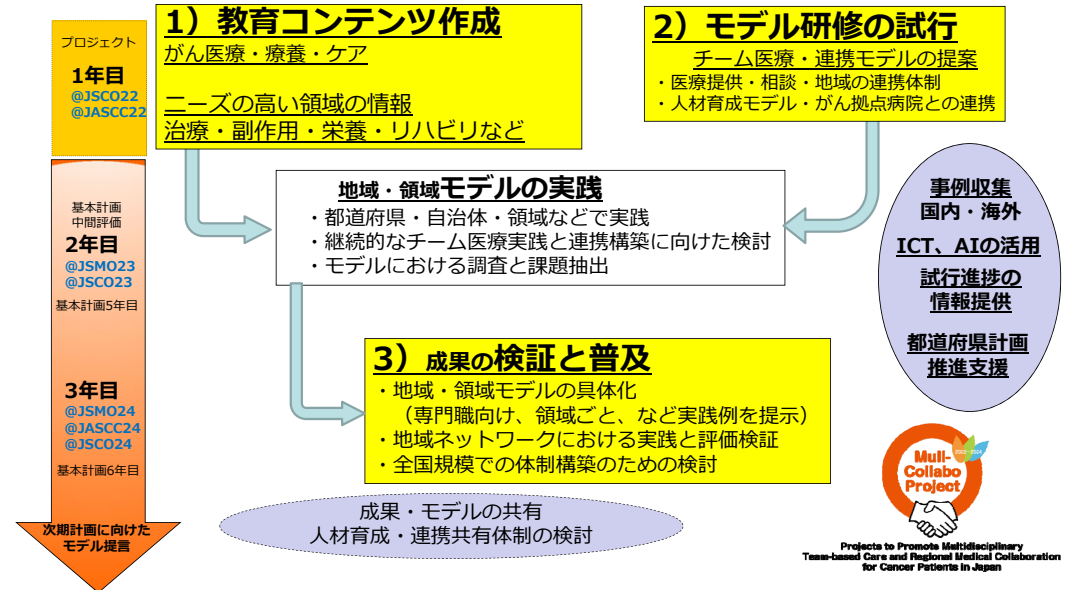 プロジェクト
1年目
@JSCO22
@JASCC22
基本計画
中間評価
2年目
@JSMO23
@JSCO23
基本計画5年目
3年目
@JSMO24
@JASCC24
@JSCO24
基本計画6年目
次期計画に向けた
モデル提言
1）教育コンテンツ作成
がん医療・療養・ケア
ニーズの高い領域の情報
治療・副作用・栄養・リハビリなど
2）モデル研修の試行
チーム医療・連携モデルの提案
・医療提供・相談・地域の連携体制
・人材育成モデル・がん拠点病院との連携
地域・領域モデルの実践
・都道府県・自治体・領域などで実践
・継続的なチーム医療実践と連携構築に向けた検討
・モデルにおける調査と課題抽出
3）成果の検証と普及
・地域・領域モデルの具体化
（専門職向け、領域ごと、など実践例を提示）
・地域ネットワークにおける実践と評価検証
・全国規模での体制構築のための検討
成果・モデルの共有
人材育成・連携共有体制の検討
事例収集
国内・海外
ICT、AIの活用
試行進捗の
情報提供
都道府県計画
推進支援
Mull-
Collabo
Project
Projects to Promote Multidisciplinary
Team-based Care and Regional Medical Collaboration
for Cancer Patients in Japan